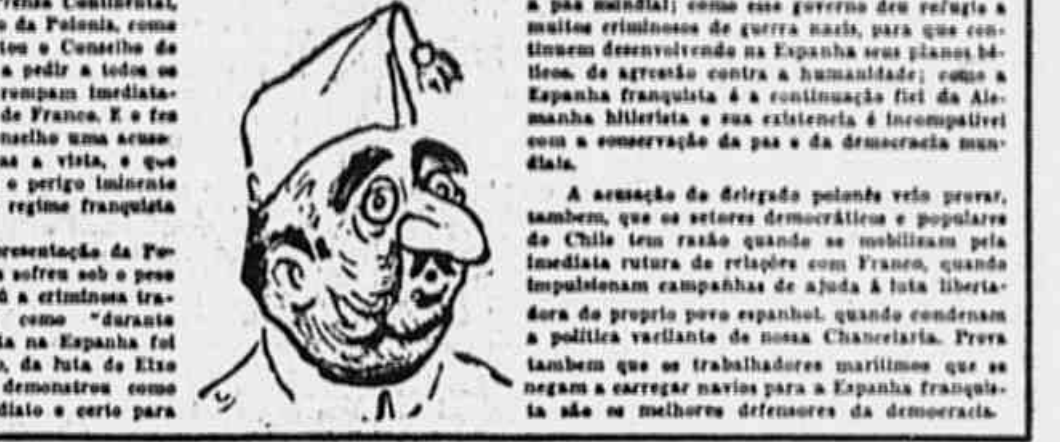 rensa Continental,
o da Polonia, como
tou o Conselho de
a pedir a todos os
rompam imediata-
de Franco. E o fez
nselho uma acusa-
as a vista, o que
o perigo iminente
regime franquista
presentação da Po-
sofreu sob o peso
a criminosa tra-
como "durante
ia na Espanha foi
o, da luta do Eixo
demonstrou como
diato e certo para
a paz mundial; como esse governo deu refugio a
muitos criminosos de guerra nazis, para que con-
tinuem desenvolvendo na Espanha seus planos bé-
licos, de agressão contra a humanidade; como a
Espanha franquista é a continuação fiel da Ale-
manha hitlerista e sua existencia é incompativel
com a conservação da paz e da democracia mun-
diais.
A acusação do delegado polonês veio provar,
tambem, que os setores democráticos e populares
do Chile tem razão quando se mobilizam pela
imediata rutura de relações com Franco, quando
impulsionam campañhas de ajuda á luta liberta-
dora do proprio povo espanhol, quando condenam
a política vacilante de nossa Chancelaria. Prova
tambem que os trabalhadores marítimos que se
negam a carregar navios para a Espanha franquis-
ta são os melhores defensores da democracia.